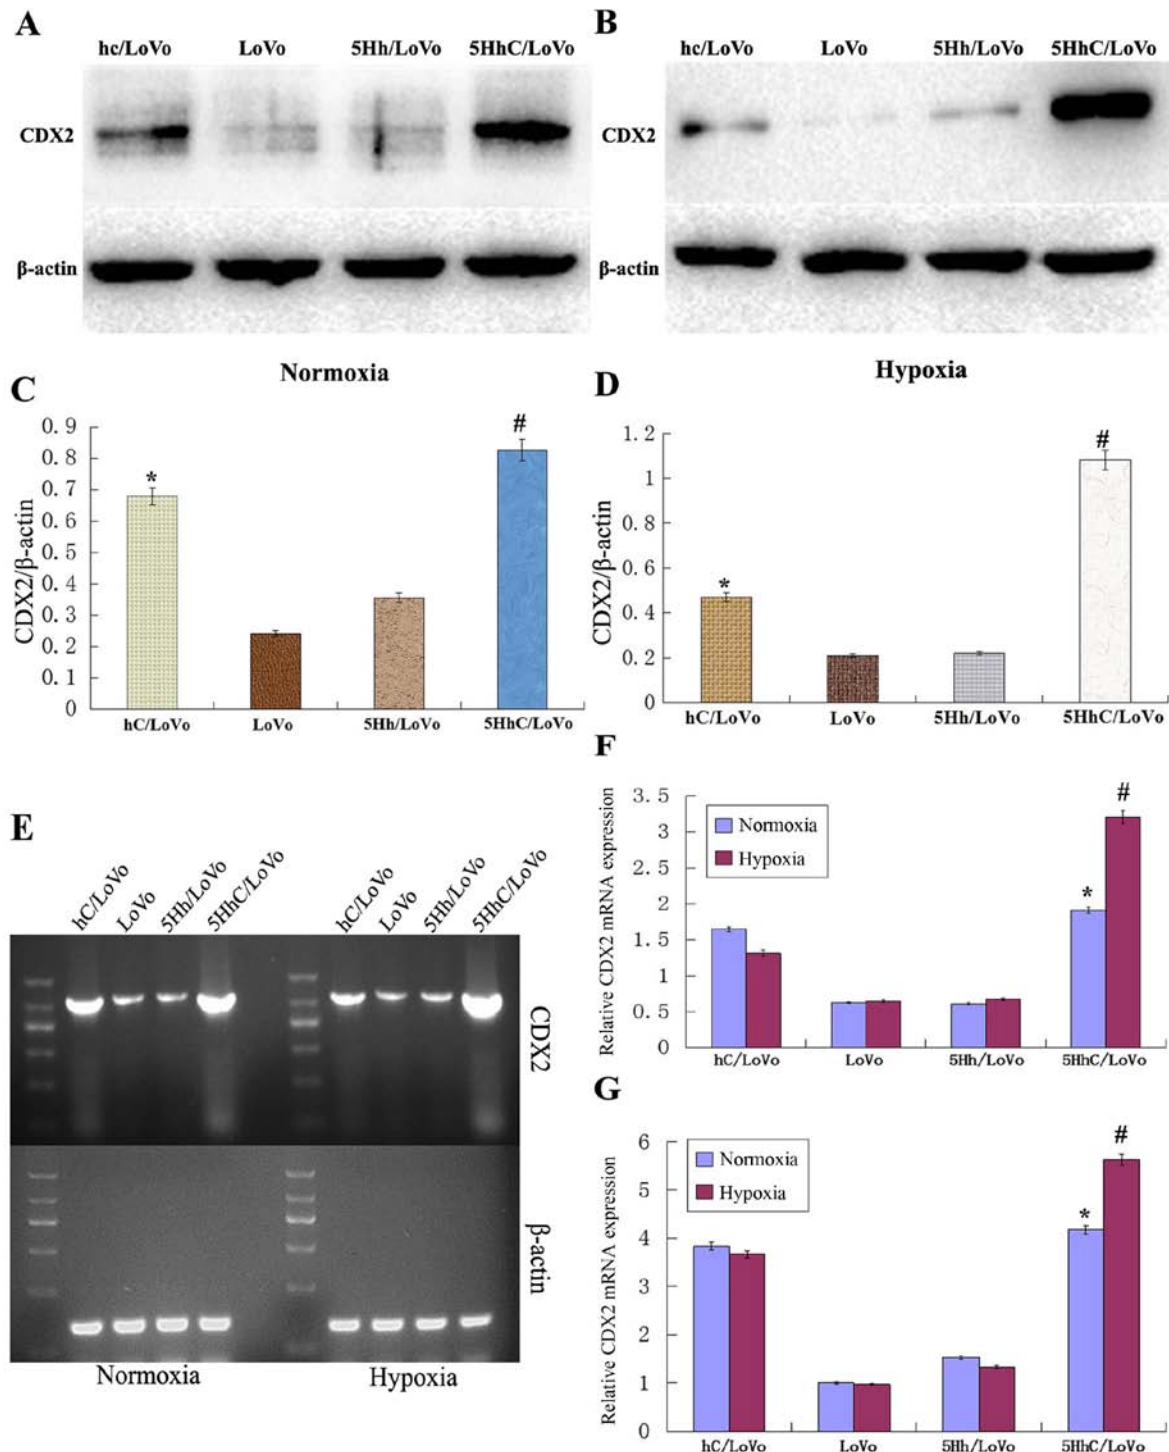 A
hc/LoVo LoVo 5Hh/LoVo 5HhC/LoVo
CDX2
β-actin
Normoxia
B
hc/LoVo LoVo 5Hh/LoVo 5HhC/LoVo
CDX2
β-actin
Hypoxia
C
CDX2/β-actin
0.9
0.8
0.7
0.6
0.5
0.4
0.3
0.2
0.1
0
*
#
hC/LoVo LoVo 5Hh/LoVo 5HhC/LoVo
D
CDX2/β-actin
1.2
1
0.8
0.6
0.4
0.2
0
*
#
hC/LoVo LoVo 5Hh/LoVo 5HhC/LoVo
E
hC/LoVo LoVo 5Hh/LoVo 5HhC/LoVo
hC/LoVo LoVo 5Hh/LoVo 5HhC/LoVo
CDX2
β-actin
Normoxia Hypoxia
F
Relative CDX2 mRNA expression
3.5
3
2.5
2
1.5
1
0.5
0
Normoxia
Hypoxia
*
#
hC/LoVo LoVo 5Hh/LoVo 5HhC/LoVo
G
Relative CDX2 mRNA expression
6
5
4
3
2
1
0
Normoxia
Hypoxia
*
#
hC/LoVo LoVo 5Hh/LoVo 5HhC/LoVo